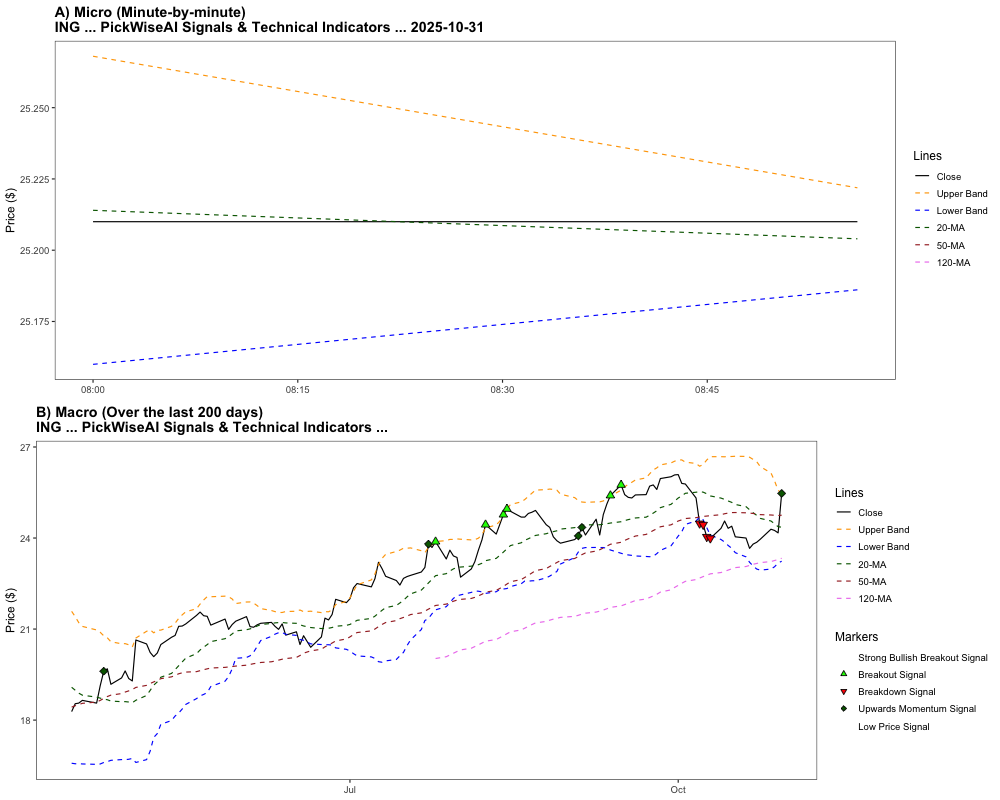 A) Micro (Minute-by-minute)
ING ... PickWiseAI Signals & Technical Indicators ... 2025-10-31
Price ($)
25.250
25.225
25.200
25.175
08:00
08:15
08:30
08:45
Lines
Close
Upper Band
Lower Band
20-MA
50-MA
120-MA
B) Macro (Over the last 200 days)
ING ... PickWiseAI Signals & Technical Indicators ...
Price ($)
27
24
21
18
Jul
Oct
Lines
Close
Upper Band
Lower Band
20-MA
50-MA
120-MA
Markers
Strong Bullish Breakout Signal
Breakout Signal
Breakdown Signal
Upwards Momentum Signal
Low Price Signal